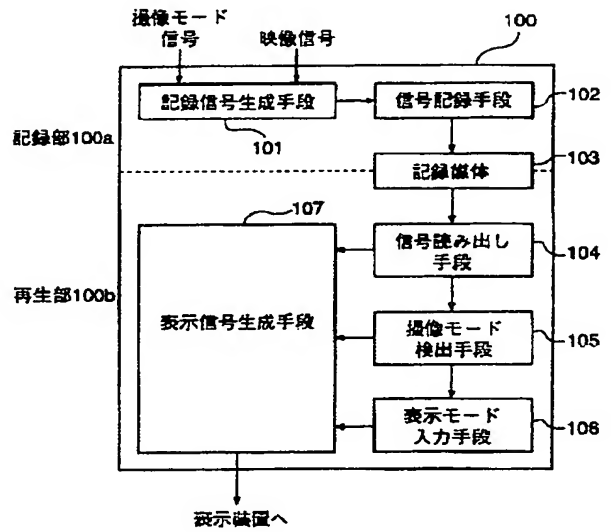 撮像モード
信号
映像信号
100
記録信号生成手段
信号記録手段
102
記録部100a
101
記録媒体
103
107
信号読み出し
手段
104
再生部100b
表示信号生成手段
撮像モード
検出手段
105
表示モード
入力手段
106
表示装置へ